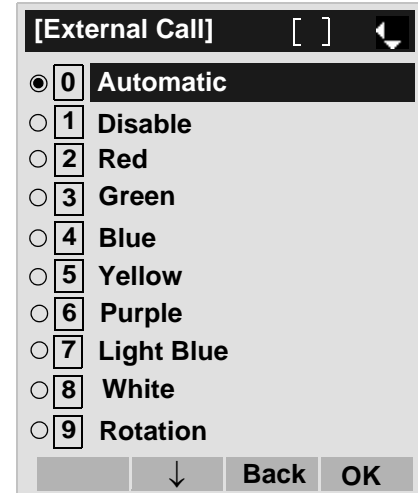 [External Call] [ ]
0 Automatic
1 Disable
2 Red
3 Green
4 Blue
5 Yellow
6 Purple
7 Light Blue
8 White
9 Rotation
↓ Back OK